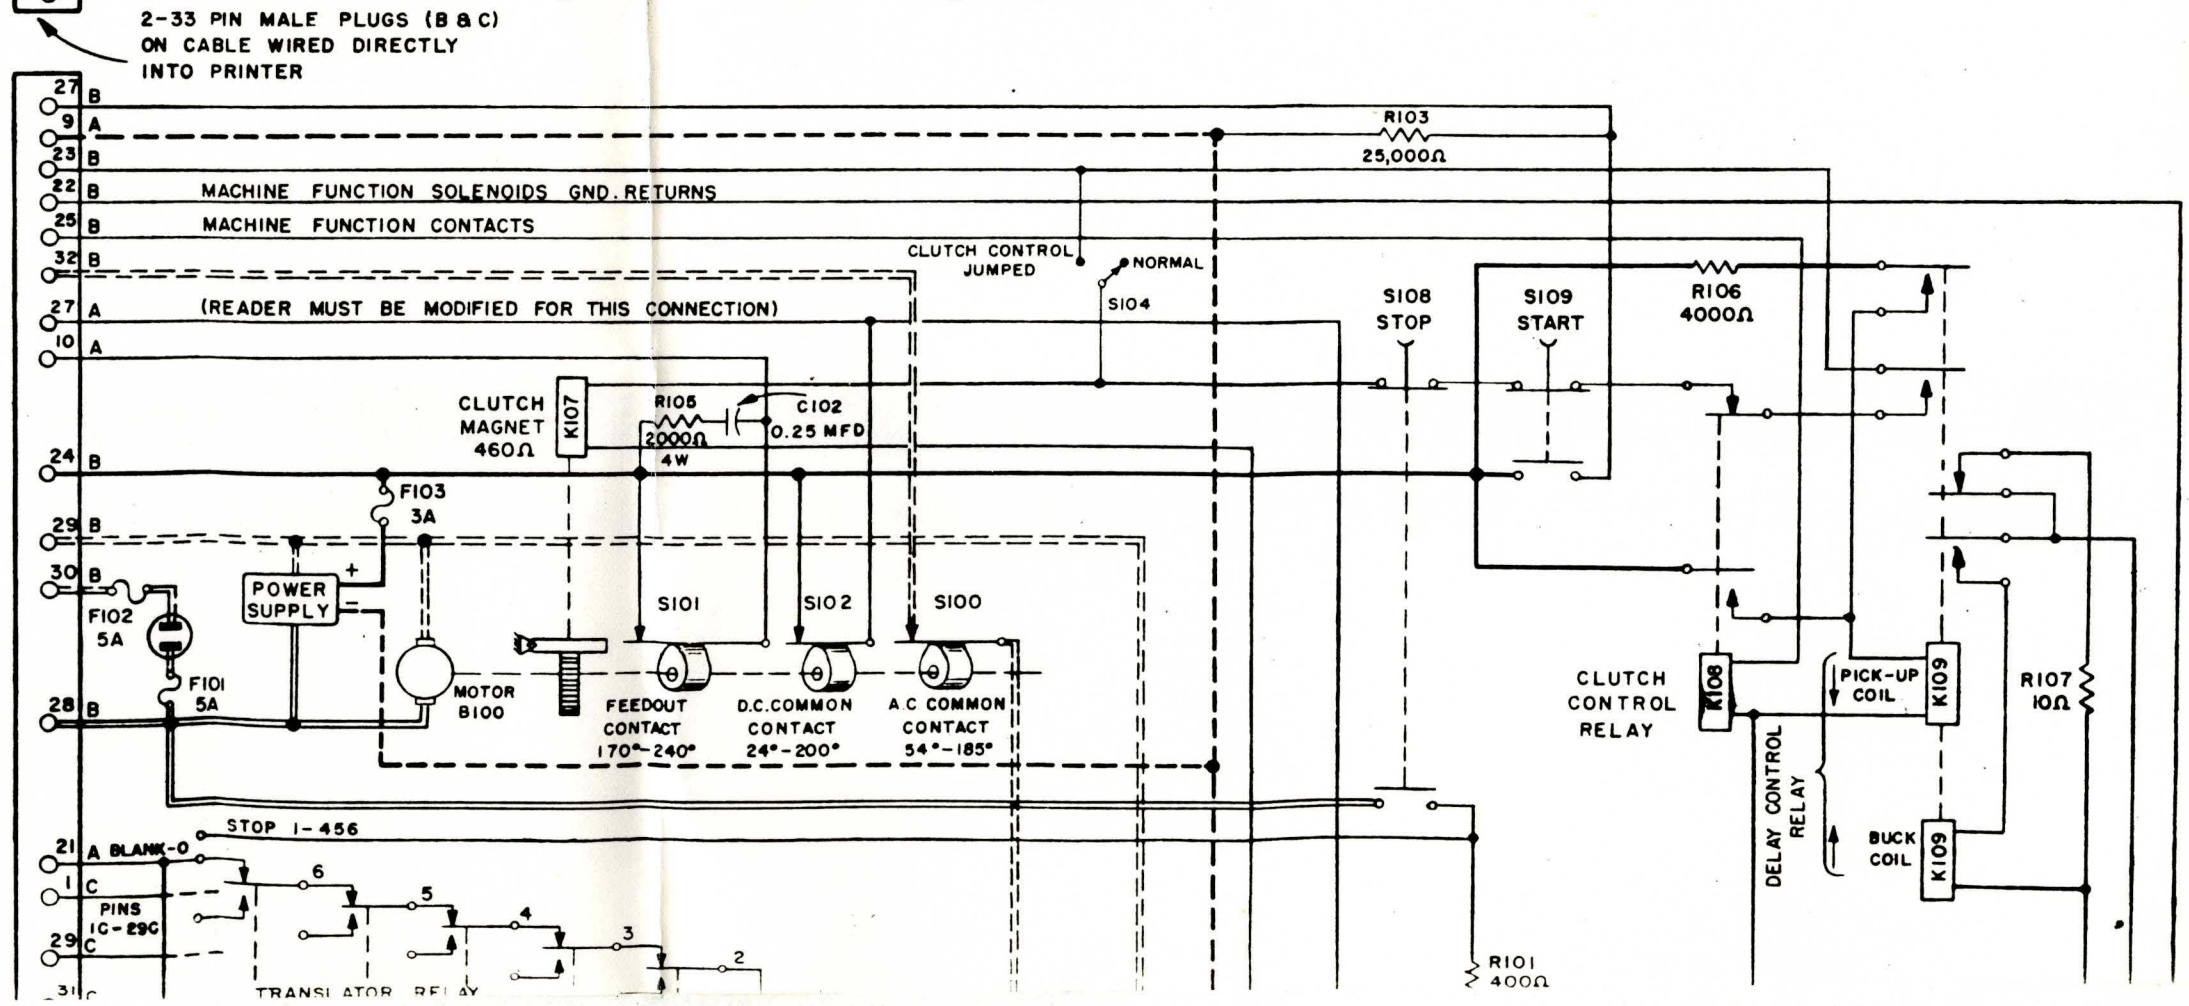 2-33 PIN MALE PLUGS (B & C)
ON CABLE WIRED DIRECTLY
INTO PRINTER
27 B
9 A
R103
25,000Ω
23 B
22 B MACHINE FUNCTION SOLENOIDS GND. RETURNS
25 B MACHINE FUNCTION CONTACTS
32 B
CLUTCH CONTROL
JUMPED
NORMAL
S104
27 A (READER MUST BE MODIFIED FOR THIS CONNECTION)
10 A
S108
STOP
S109
START
R106
4000Ω
CLUTCH
MAGNET
460Ω
K107
R105
2000Ω
4W
C102
0.25 MFD
24 B
F103
3A
29 B
30 B
F102
5A
POWER
SUPPLY
+
-
F101
5A
28 B
MOTOR
B100
S101
FEEDOUT
CONTACT
170°-240°
S102
D.C. COMMON
CONTACT
24°-200°
S100
A.C COMMON
CONTACT
54°-185°
CLUTCH
CONTROL
RELAY
K108
PICK-UP
COIL
K109
R107
10Ω
DELAY CONTROL
RELAY
BUCK
COIL
K109
STOP 1-456
21 A BLANK-0
1 C
PINS
1C-29C
29 C
31 C
6
5
4
3
2
TRANSLATOR RELAY
R101
400Ω